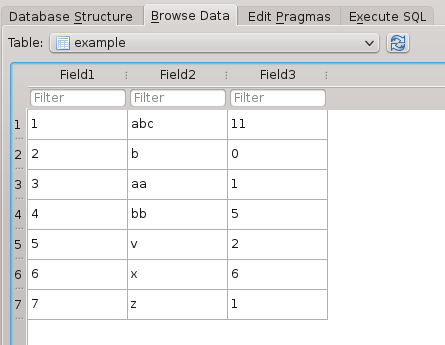 Database Structure Browse Data Edit Pragmas Execute SQL
Table: example
Field1 Field2 Field3
Filter Filter Filter
1 1 abc 11
2 2 b 0
3 3 aa 1
4 4 bb 5
5 5 v 2
6 6 x 6
7 7 z 1